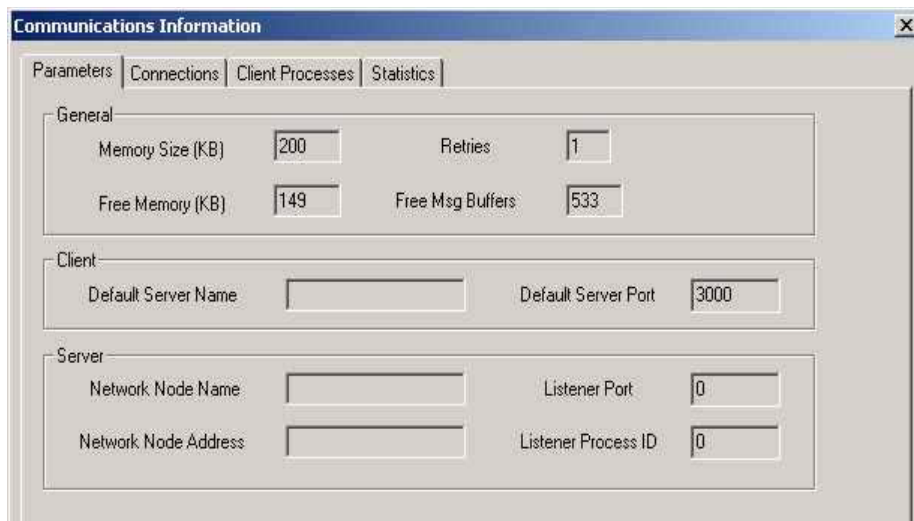 Communications Information
Parameters Connections Client Processes Statistics
General
Memory Size (KB) 200 Retries 1
Free Memory (KB) 149 Free Msg Buffers 533
Client
Default Server Name Default Server Port 3000
Server
Network Node Name Listener Port 0
Network Node Address Listener Process ID 0